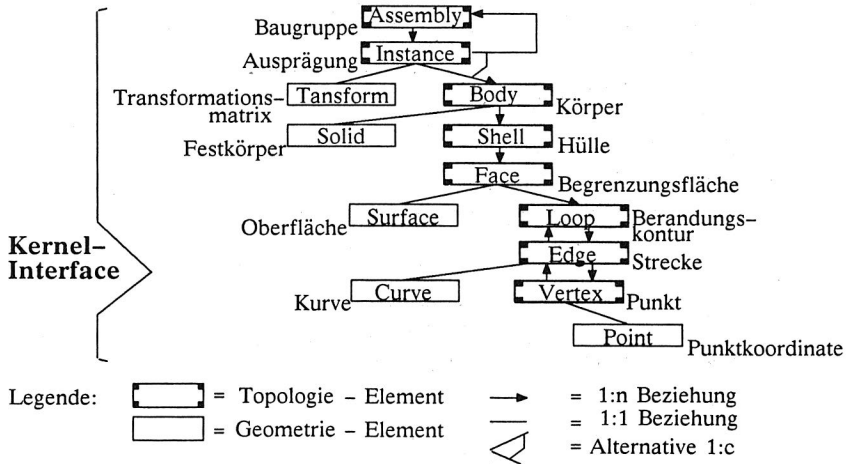 Assembly
Baugruppe
Instance
Ausprägung
Tansform
Body
Transformations-
matrix
Körper
Solid
Shell
Festkörper
Hülle
Face
Begrenzungsfläche
Surface
Loop
Oberfläche
Berandungs-
kontur
Kernel-
Interface
Edge
Strecke
Curve
Vertex
Kurve
Punkt
Point
Punktkoordinate
Legende:
= Topologie - Element
= 1:n Beziehung
= 1:1 Beziehung
= Geometrie - Element
= Alternative 1:c